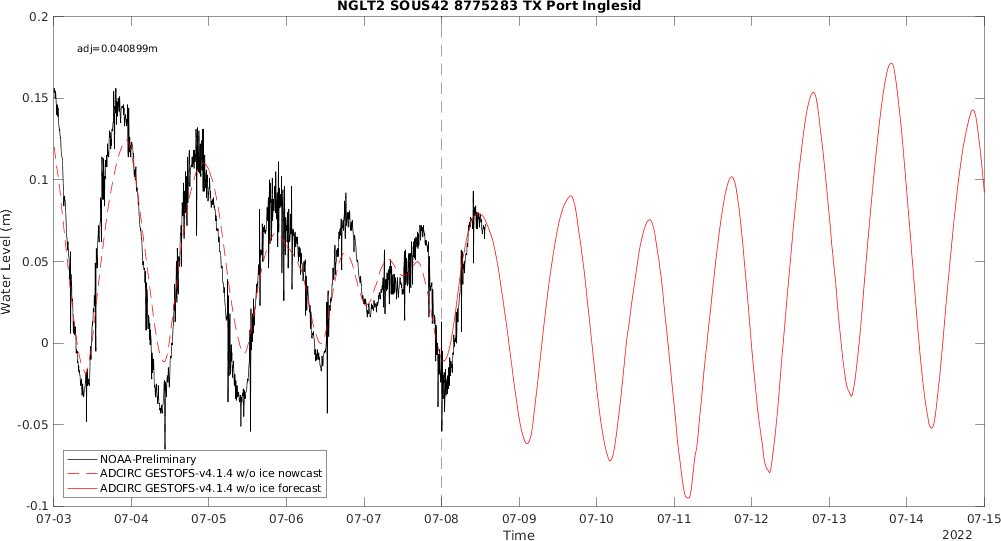 NGLT2 SOUS42 8775283 TX Port Inglesid
adj=0.040899m
0.2
0.15
0.1
0.05
0
-0.05
-0.1
Water Level (m)
NOAA-Preliminary
ADCIRC GESTOFS-v4.1.4 w/o ice nowcast
ADCIRC GESTOFS-v4.1.4 w/o ice forecast
07-03 07-04 07-05 07-06 07-07 07-08 07-09 07-10 07-11 07-12 07-13 07-14 07-15
Time
2022